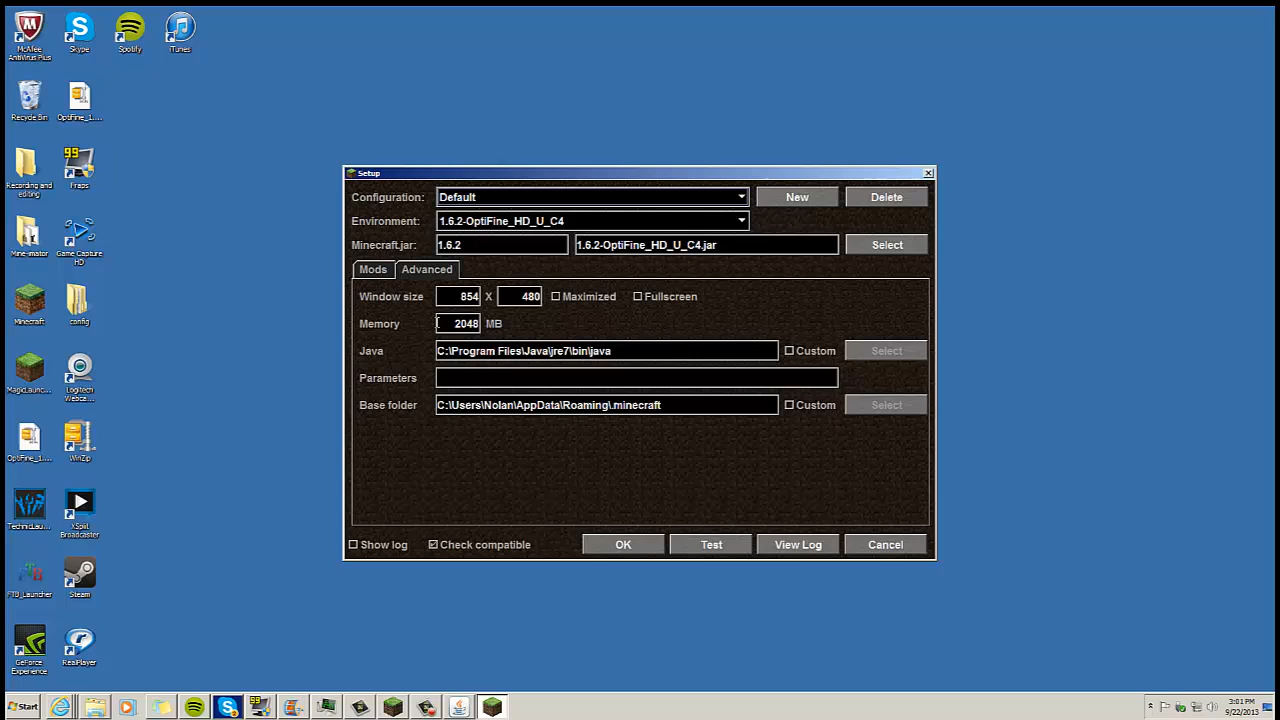 McAfee
AntiVirus Plus
Skype
Spotify
iTunes
Recycle Bin
OptiFine_1....
Recording and
editing
99
Fraps
Mine-imator
Game Capture
HD
Minecraft
config
MagicLaunc...
Logitech
Webca...
OptiFine_1....
WinZip
TechnicLau...
XSplit
Broadcaster
FTB_Launcher
Steam
GeForce
Experience
RealPlayer
Setup
Configuration: Default New Delete
Environment: 1.6.2-OptiFine_HD_U_C4
Minecraft.jar: 1.6.2 1.6.2-OptiFine_HD_U_C4.jar Select
Mods Advanced
Window size 854 X 480 Maximized Fullscreen
Memory 2048 MB
Java C:\Program Files\Java\jre7\bin\java Custom Select
Parameters
Base folder C:\Users\Nolan\AppData\Roaming\.minecraft Custom Select
Show log Check compatible OK Test View Log Cancel
Start
3:01 PM
9/22/2013